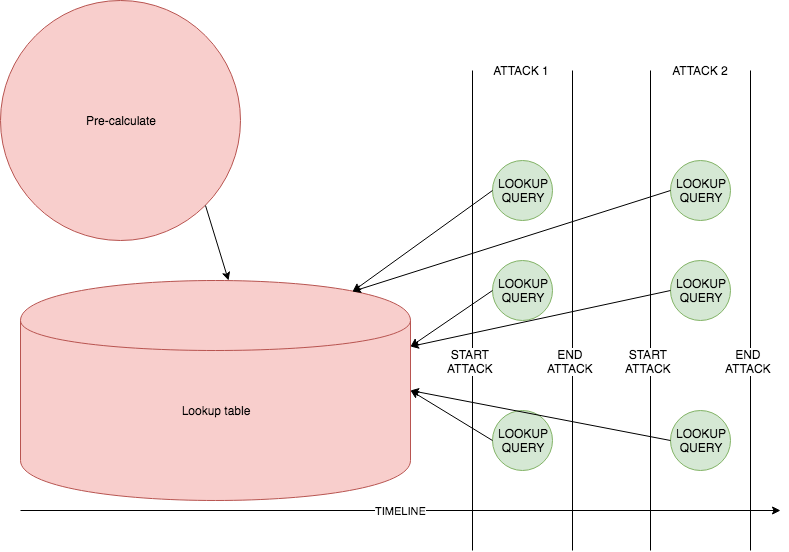 ATTACK 1
ATTACK 2
Pre-calculate
LOOKUP
QUERY
LOOKUP
QUERY
LOOKUP
QUERY
LOOKUP
QUERY
START
ATTACK
END
ATTACK
START
ATTACK
END
ATTACK
Lookup table
LOOKUP
QUERY
LOOKUP
QUERY
TIMELINE